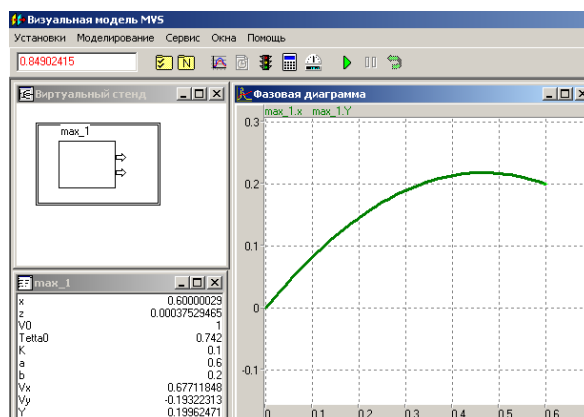 Визуальная модель MVS
Установки Моделирование Сервис Окна Помощь
0.84902415
N
Виртуальный стенд
max_1
Фазовая диаграмма
max_1.x max_1.Y
0.3
0.2
0.1
0
-0.1
0 0.1 0.2 0.3 0.4 0.5 0.6
max_1
x 0.60000029
z 0.00037529465
V0 1
Tetta0 0.742
K 0.1
a 0.6
b 0.2
Vx 0.67711848
Vy -0.19322313
Y 0.19962471